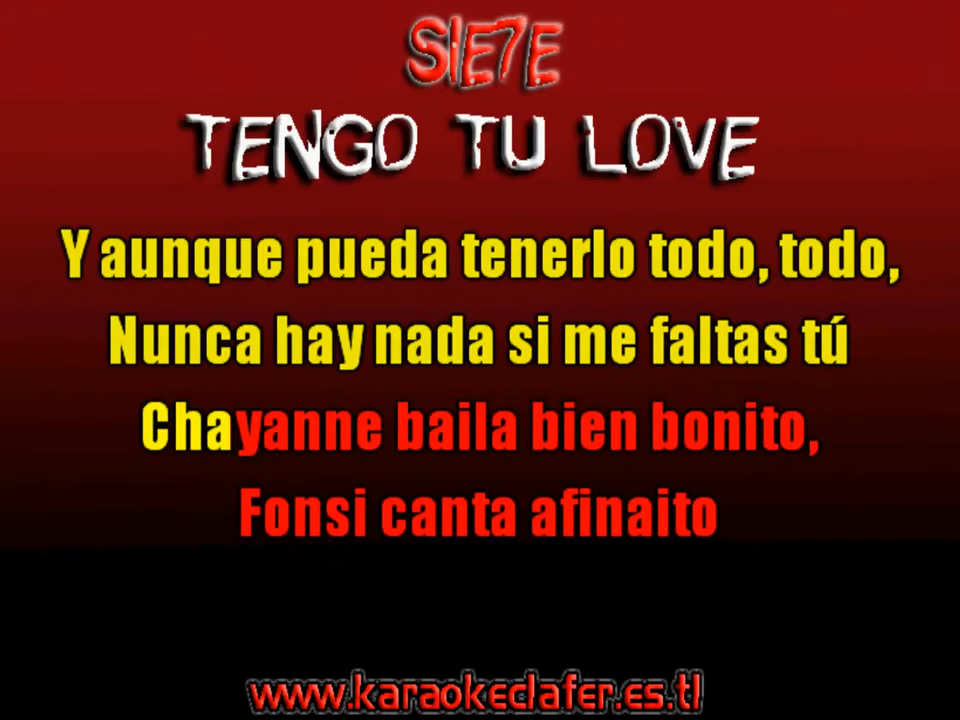 SIE7E
TENGO TU LOVE
Y aunque pueda tenerlo todo, todo,
Nunca hay nada si me faltas tú
Chayanne baila bien bonito,
Fonsi canta afinaito
www.karaokeclafer.es.tl